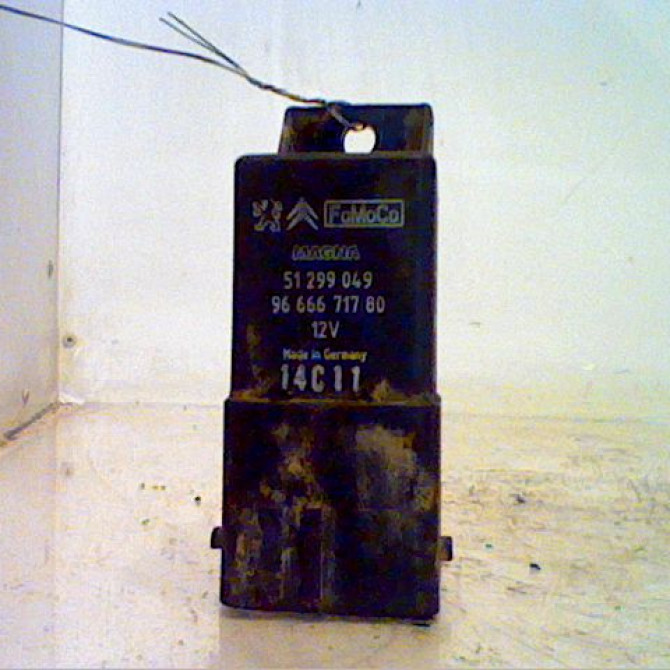 FoMoCo
MAGNA
51 299 049
96 666 717 80
12V
Made in Germany
14C11